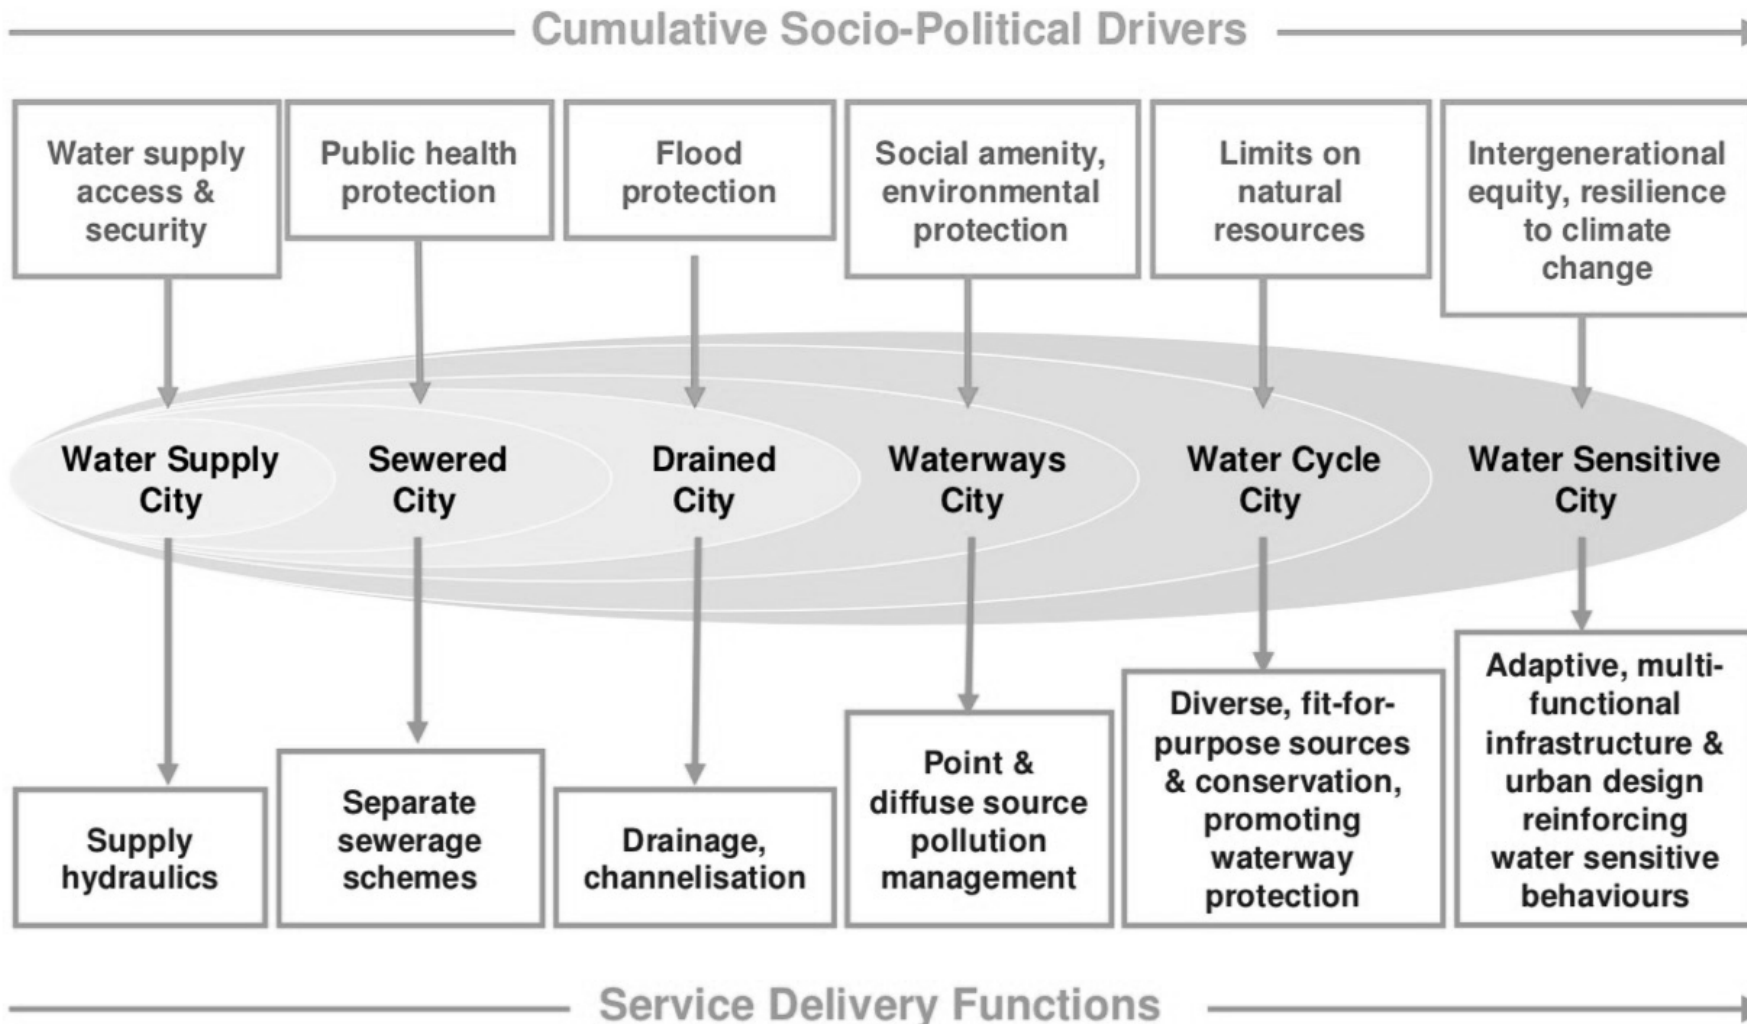 Cumulative Socio-Political Drivers
Water supply
access &
security
Public health
protection
Flood
protection
Social amenity,
environmental
protection
Limits on
natural
resources
Intergenerational
equity, resilience
to climate
change
Water Supply
City
Sewered
City
Drained
City
Waterways
City
Water Cycle
City
Water Sensitive
City
Supply
hydraulics
Separate
sewerage
schemes
Drainage,
channelisation
Point &
diffuse source
pollution
management
Diverse, fit-for-
purpose sources
& conservation,
promoting
waterway
protection
Adaptive, multi-
functional
infrastructure &
urban design
reinforcing
water sensitive
behaviours
Service Delivery Functions